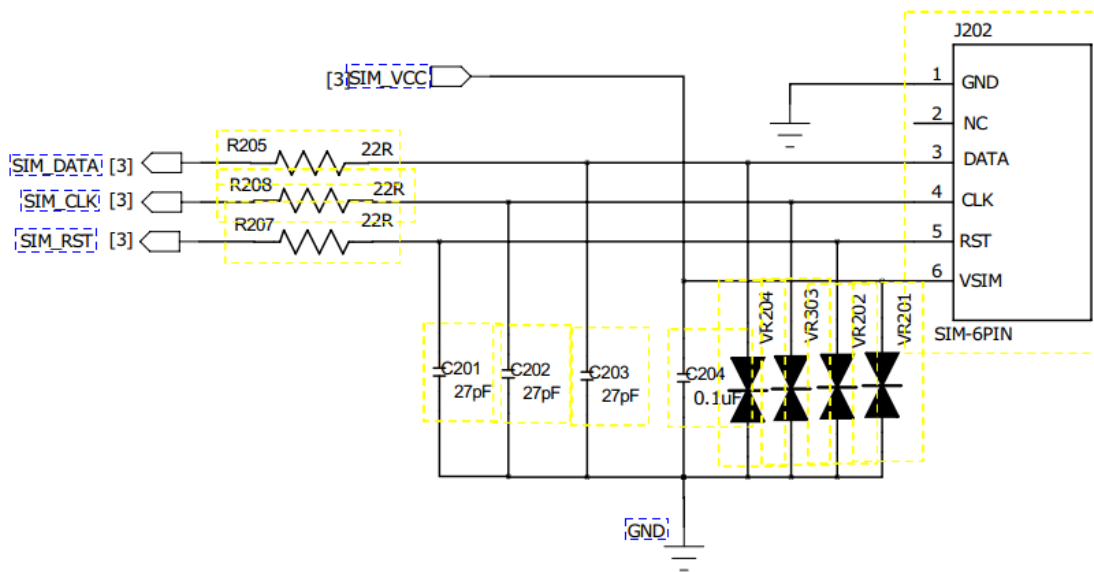 J202
[3] SIM_VCC
1 GND
2 NC
R205 22R
SIM_DATA [3]
3 DATA
R208 22R
SIM_CLK [3]
4 CLK
R207 22R
SIM_RST [3]
5 RST
6 VSIM
VR204
VR303
VR202
VR201
SIM-6PIN
C201
27pF
C202
27pF
C203
27pF
C204
0.1uF
GND